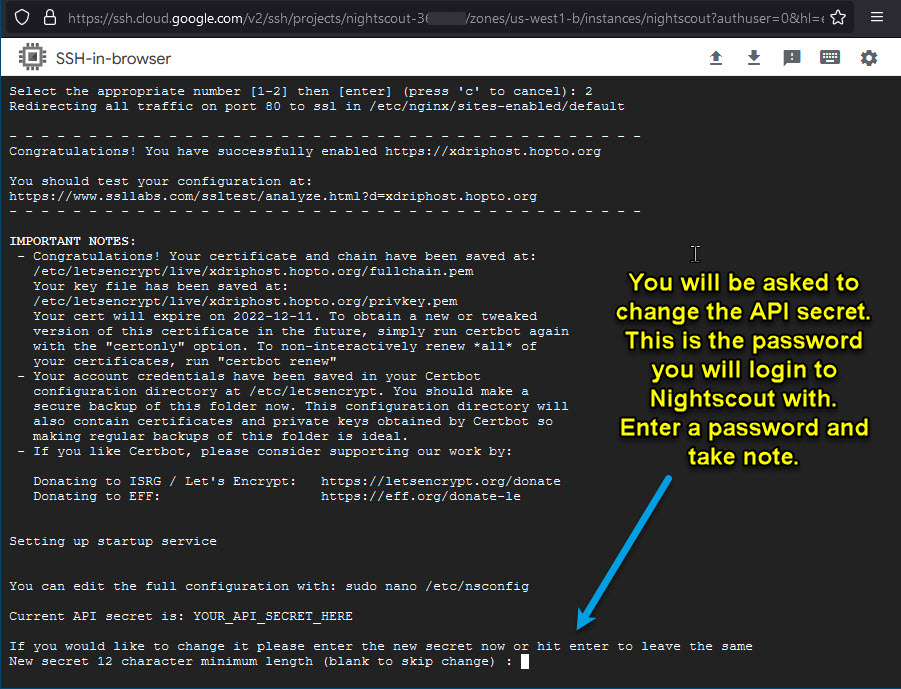 https://ssh.cloud.google.com/v2/ssh/projects/nightscout-36 /zones/us-west1-b/instances/nightscout?authuser=0&hl=
SSH-in-browser
Select the appropriate number [1-2] then [enter] (press 'c' to cancel): 2
Redirecting all traffic on port 80 to ssl in /etc/nginx/sites-enabled/default
- - - - - - - - - - - - - - - - - - - - - - - - - - - - - - - - - - - - - - - -
Congratulations! You have successfully enabled https://xdriphost.hopto.org
You should test your configuration at:
https://www.ssllabs.com/ssltest/analyze.html?d=xdriphost.hopto.org
- - - - - - - - - - - - - - - - - - - - - - - - - - - - - - - - - - - - - - - -
IMPORTANT NOTES:
- Congratulations! Your certificate and chain have been saved at:
/etc/letsencrypt/live/xdriphost.hopto.org/fullchain.pem
Your key file has been saved at:
/etc/letsencrypt/live/xdriphost.hopto.org/privkey.pem
Your cert will expire on 2022-12-11. To obtain a new or tweaked
version of this certificate in the future, simply run certbot again
with the "certonly" option. To non-interactively renew *all* of
your certificates, run "certbot renew"
- Your account credentials have been saved in your Certbot
configuration directory at /etc/letsencrypt. You should make a
secure backup of this folder now. This configuration directory will
also contain certificates and private keys obtained by Certbot so
making regular backups of this folder is ideal.
- If you like Certbot, please consider supporting our work by:
Donating to ISRG / Let's Encrypt: https://letsencrypt.org/donate
Donating to EFF: https://eff.org/donate-le
Setting up startup service
You can edit the full configuration with: sudo nano /etc/nsconfig
Current API secret is: YOUR_API_SECRET_HERE
If you would like to change it please enter the new secret now or hit enter to leave the same
New secret 12 character minimum length (blank to skip change) :
You will be asked to
change the API secret.
This is the password
you will login to
Nightscout with.
Enter a password and
take note.